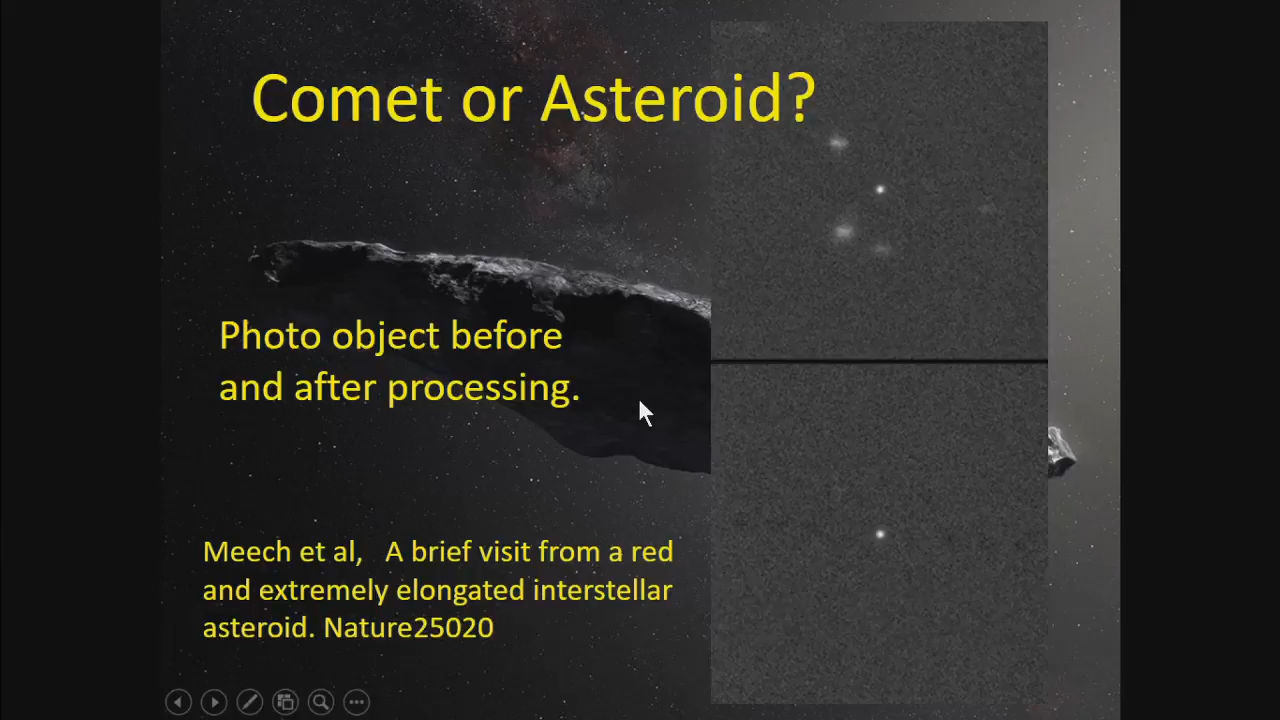 Comet or Asteroid?
Photo object before
and after processing.
Meech et al,   A brief visit from a red
and extremely elongated interstellar
asteroid. Nature25020